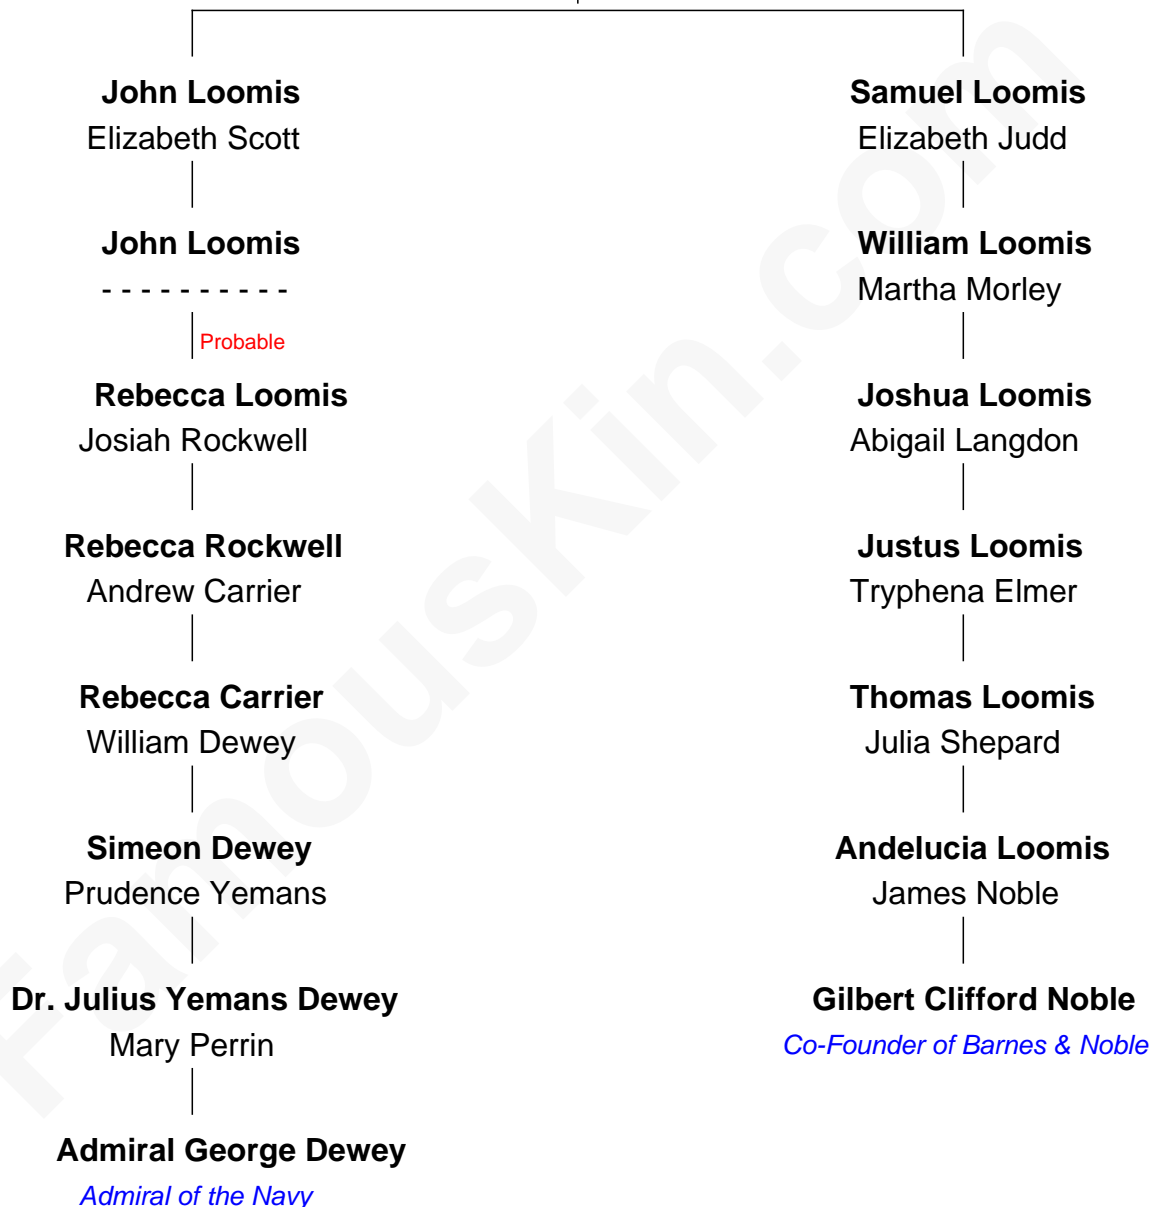 John Loomis
Elizabeth Scott
John Loomis
- - - - - - - - - -
Probable
Rebecca Loomis
Josiah Rockwell
Rebecca Rockwell
Andrew Carrier
Rebecca Carrier
William Dewey
Simeon Dewey
Prudence Yemans
Dr. Julius Yemans Dewey
Mary Perrin
Admiral George Dewey
Admiral of the Navy
Samuel Loomis
Elizabeth Judd
William Loomis
Martha Morley
Joshua Loomis
Abigail Langdon
Justus Loomis
Tryphena Elmer
Thomas Loomis
Julia Shepard
Andelucia Loomis
James Noble
Gilbert Clifford Noble
Co-Founder of Barnes & Noble
FamousKin.com